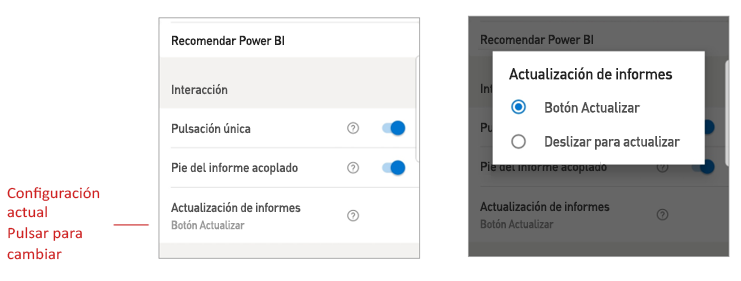 Recomendar Power BI
Interacción
Pulsación única
Pie del informe acoplado
Actualización de informes
Botón Actualizar
Configuración
actual
Pulsar para
cambiar
Recomendar Power BI
Int
Actualización de informes
Botón Actualizar
Deslizar para actualizar
Pu
Pie del informe acoplado
Actualización de informes
Botón Actualizar